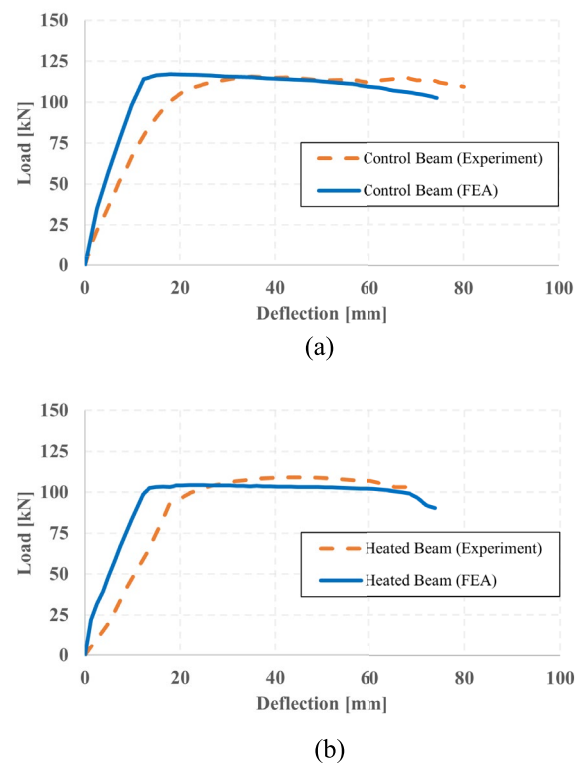 150
125
100
75
50
25
0
Load [kN]
Control Beam (Experiment)
Control Beam (FEA)
0 20 40 60 80 100
Deflection [mm]
(a)
150
125
100
75
50
25
0
Load [kN]
Heated Beam (Experiment)
Heated Beam (FEA)
0 20 40 60 80 100
Deflection [mm]
(b)